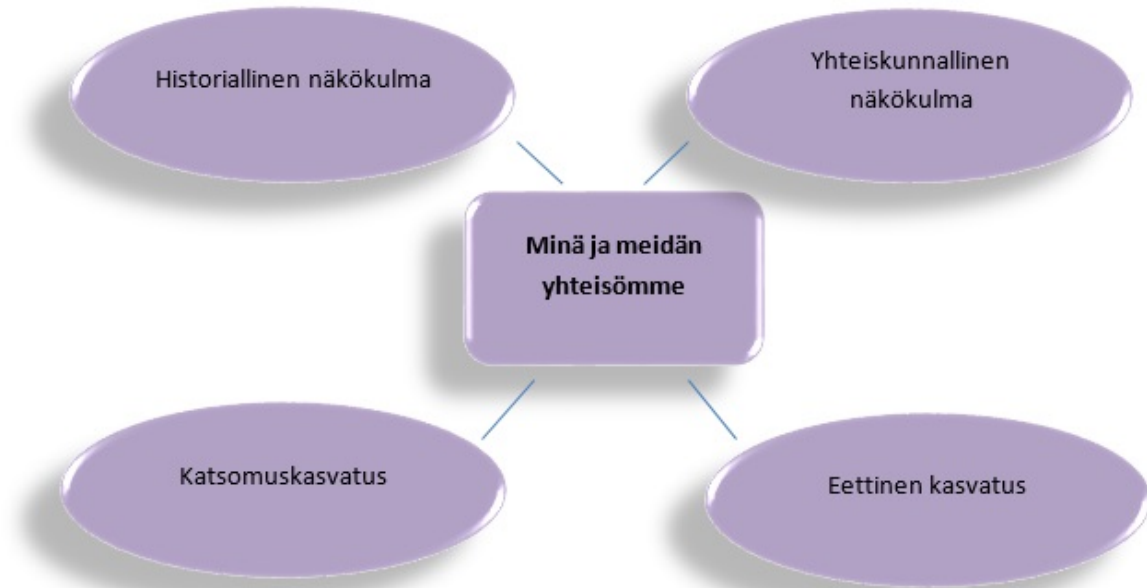 Historiallinen näkökulma
Yhteiskunnallinen
näkökulma
Minä ja meidän
yhteisömme
Katsomuskasvatus
Eettinen kasvatus